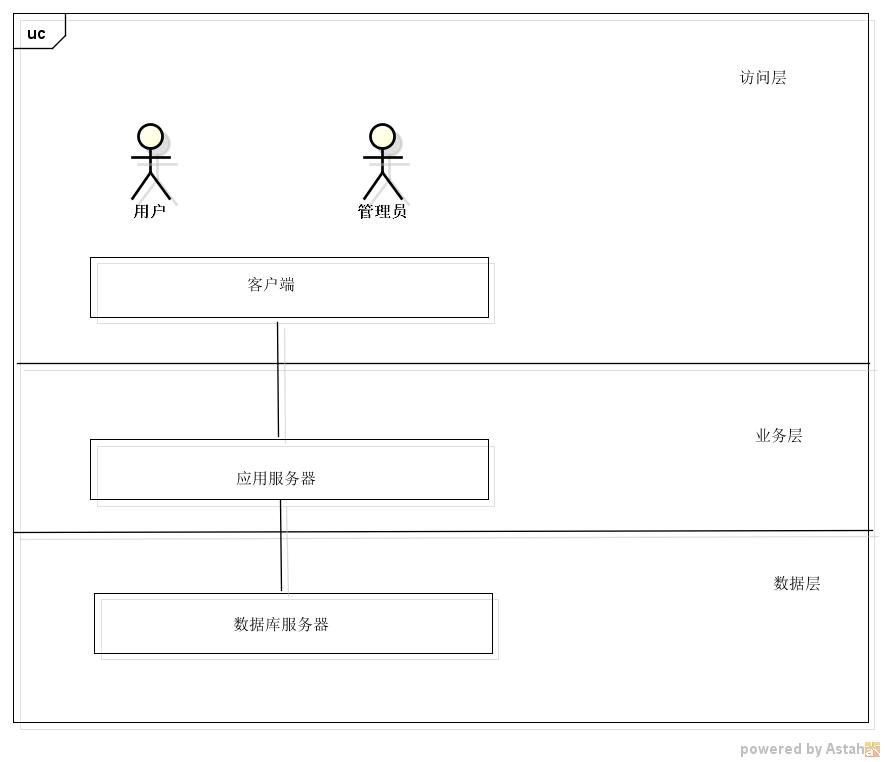 uc
访问层
用户
管理员
客户端
业务层
应用服务器
数据层
数据库服务器
powered by Astah